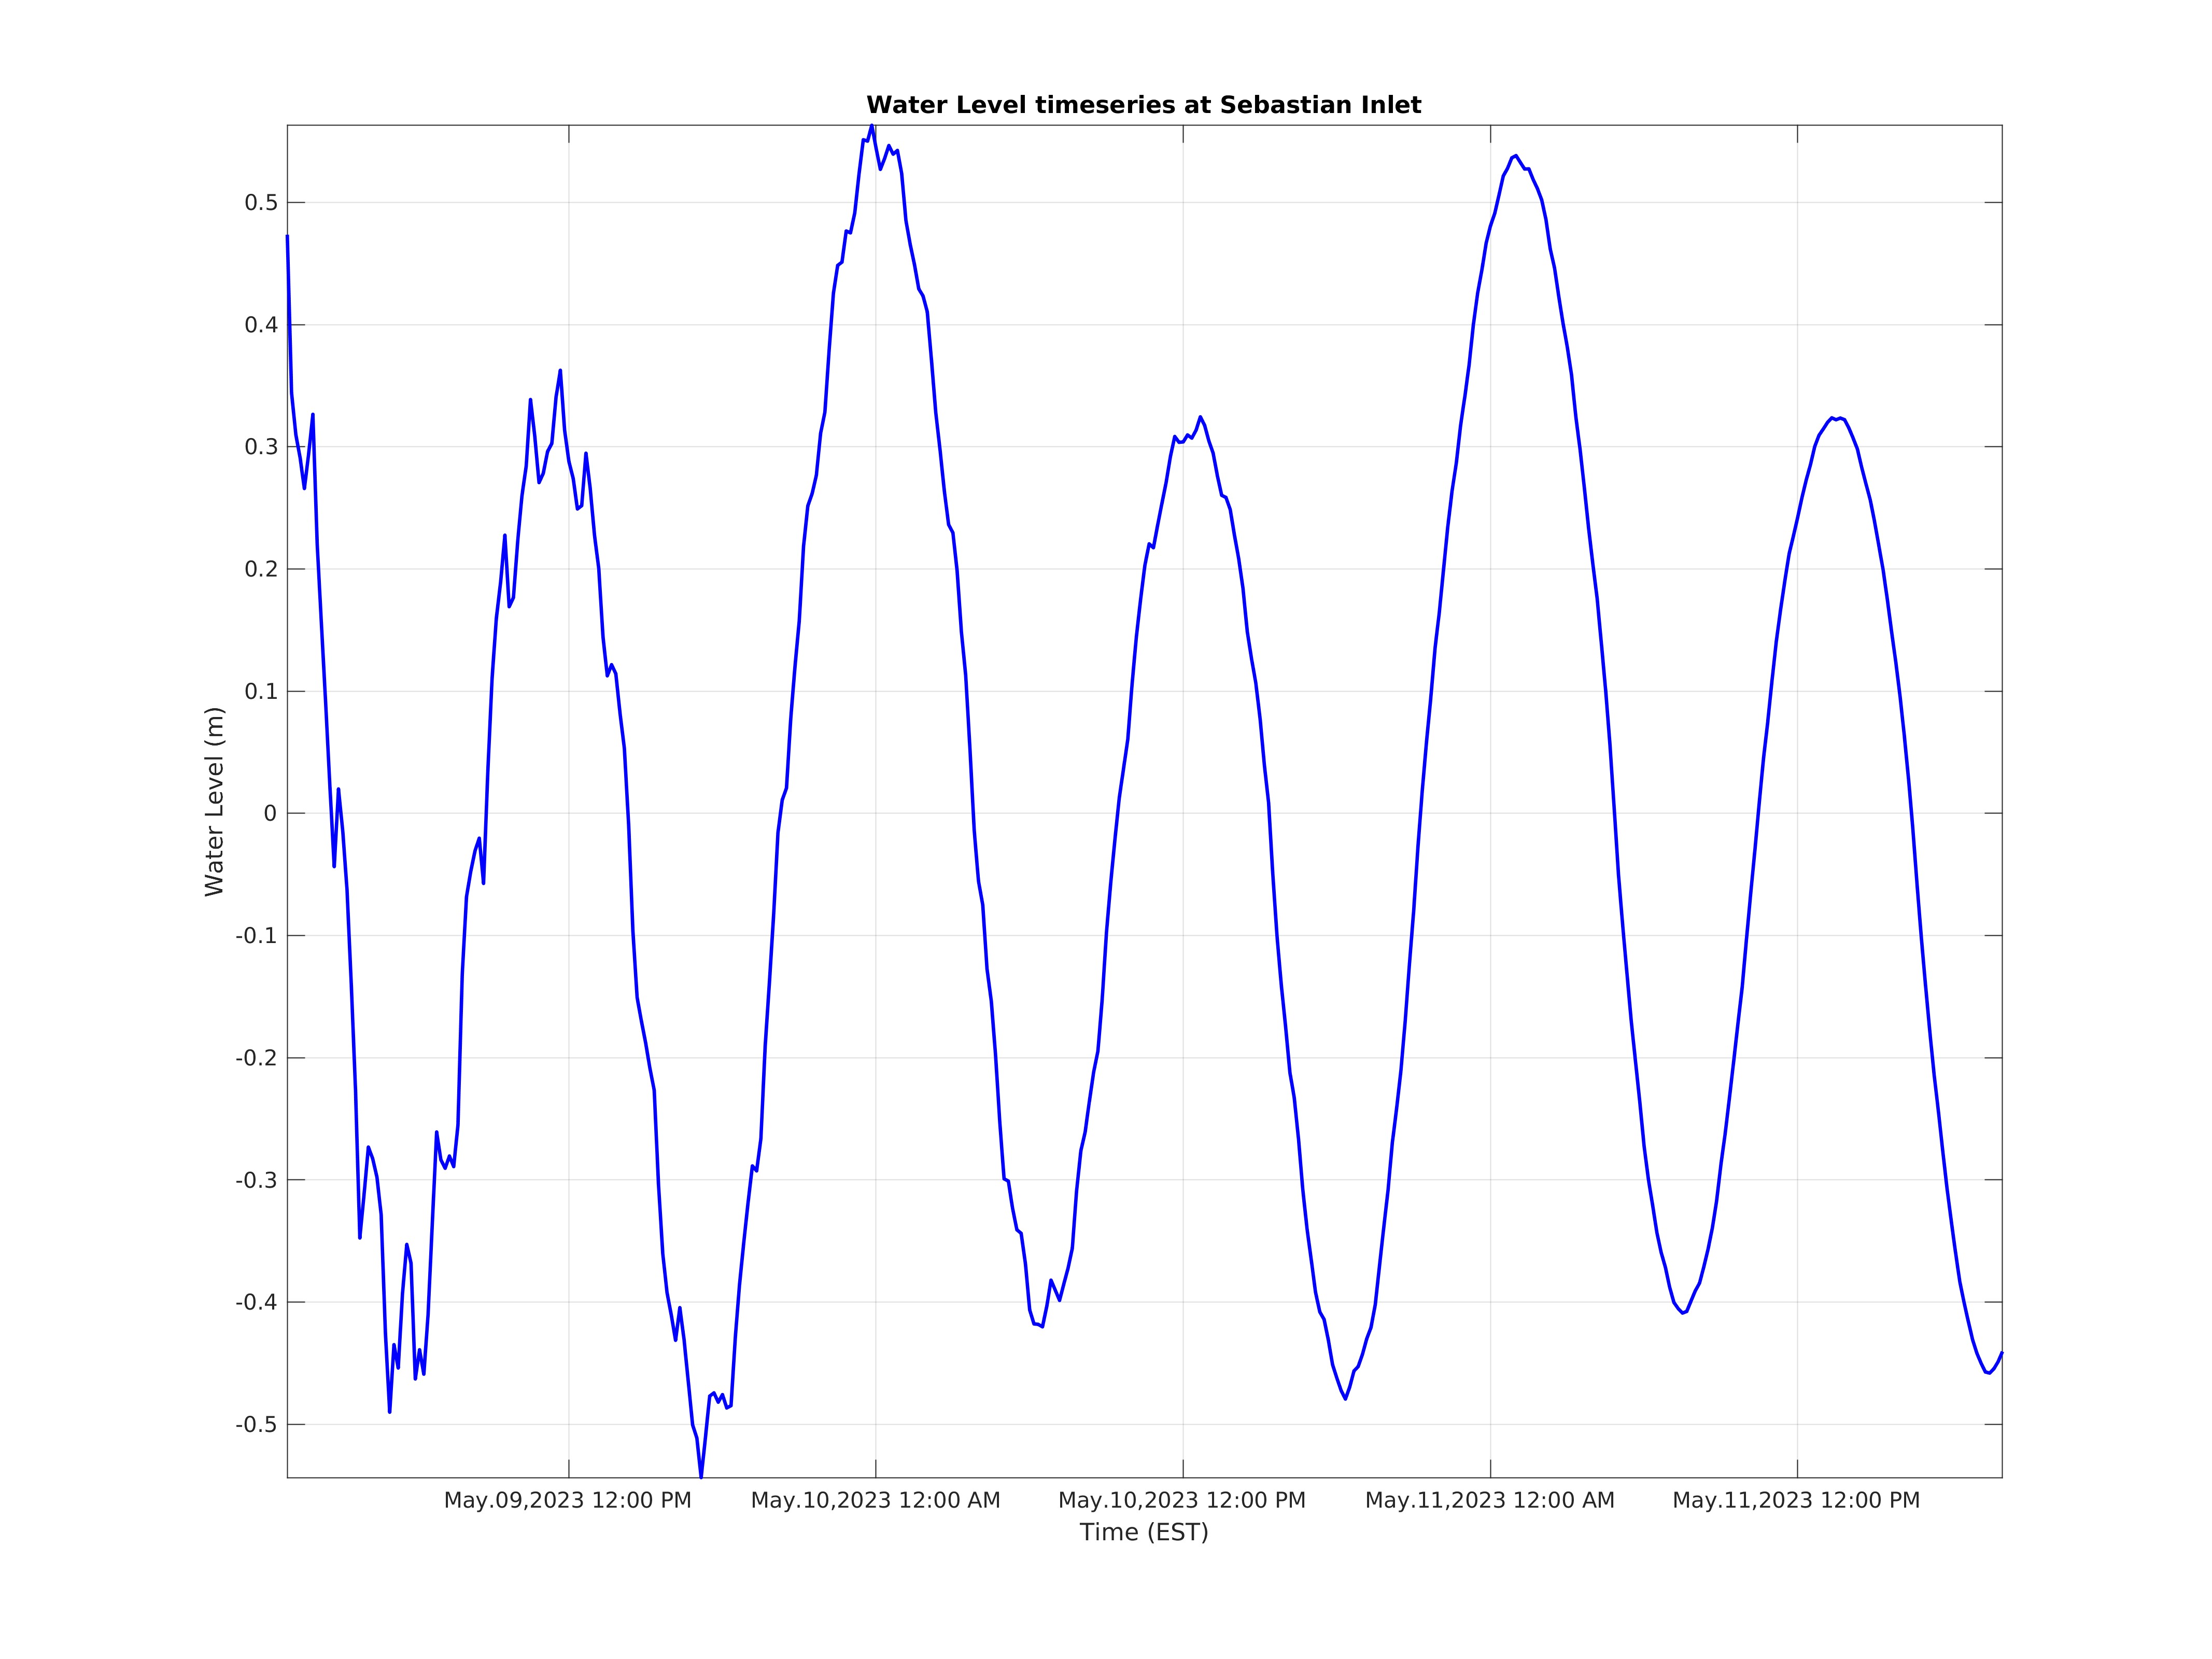 Water Level timeseries at Sebastian Inlet
0.5
0.4
0.3
0.2
0.1
0
-0.1
-0.2
-0.3
-0.4
-0.5
Water Level (m)
May.09,2023 12:00 PM
May.10,2023 12:00 AM
May.10,2023 12:00 PM
May.11,2023 12:00 AM
May.11,2023 12:00 PM
Time (EST)